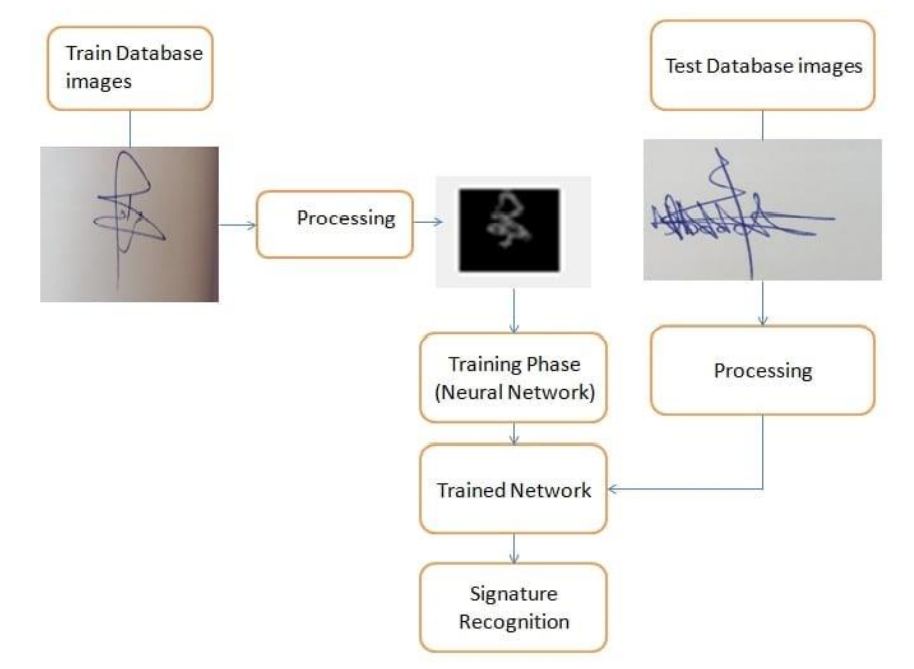 Train Database
images
Test Database images
Processing
Training Phase
(Neural Network)
Processing
Trained Network
Signature
Recognition